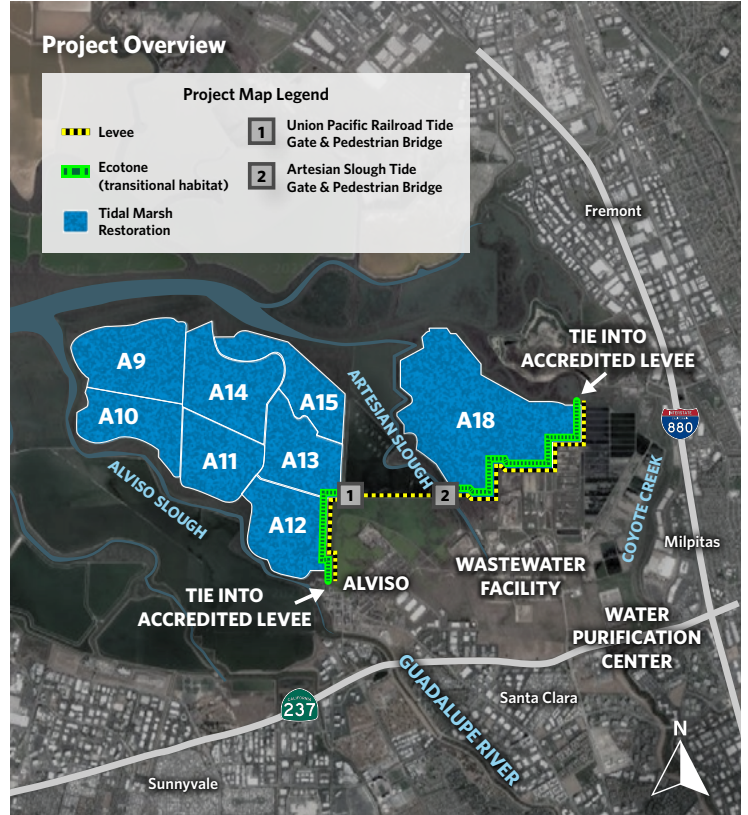 Project Overview
Project Map Legend
Levee
Ecotone
(transitional habitat)
Tidal Marsh
Restoration
1
Union Pacific Railroad Tide
Gate & Pedestrian Bridge
2
Artesian Slough Tide
Gate & Pedestrian Bridge
Fremont
TIE INTO
ACCREDITED LEVEE
A9
A14
A15
A10
A11
A13
A12
A18
ARTESIAN SLOUGH
INTERSTATE
880
ALVISO SLOUGH
1
2
COYOTE CREEK
Milpitas
WASTEWATER
FACILITY
ALVISO
TIE INTO
ACCREDITED LEVEE
WATER
PURIFICATION
CENTER
GUADALUPE RIVER
CALIFORNIA
237
Santa Clara
Sunnyvale
N